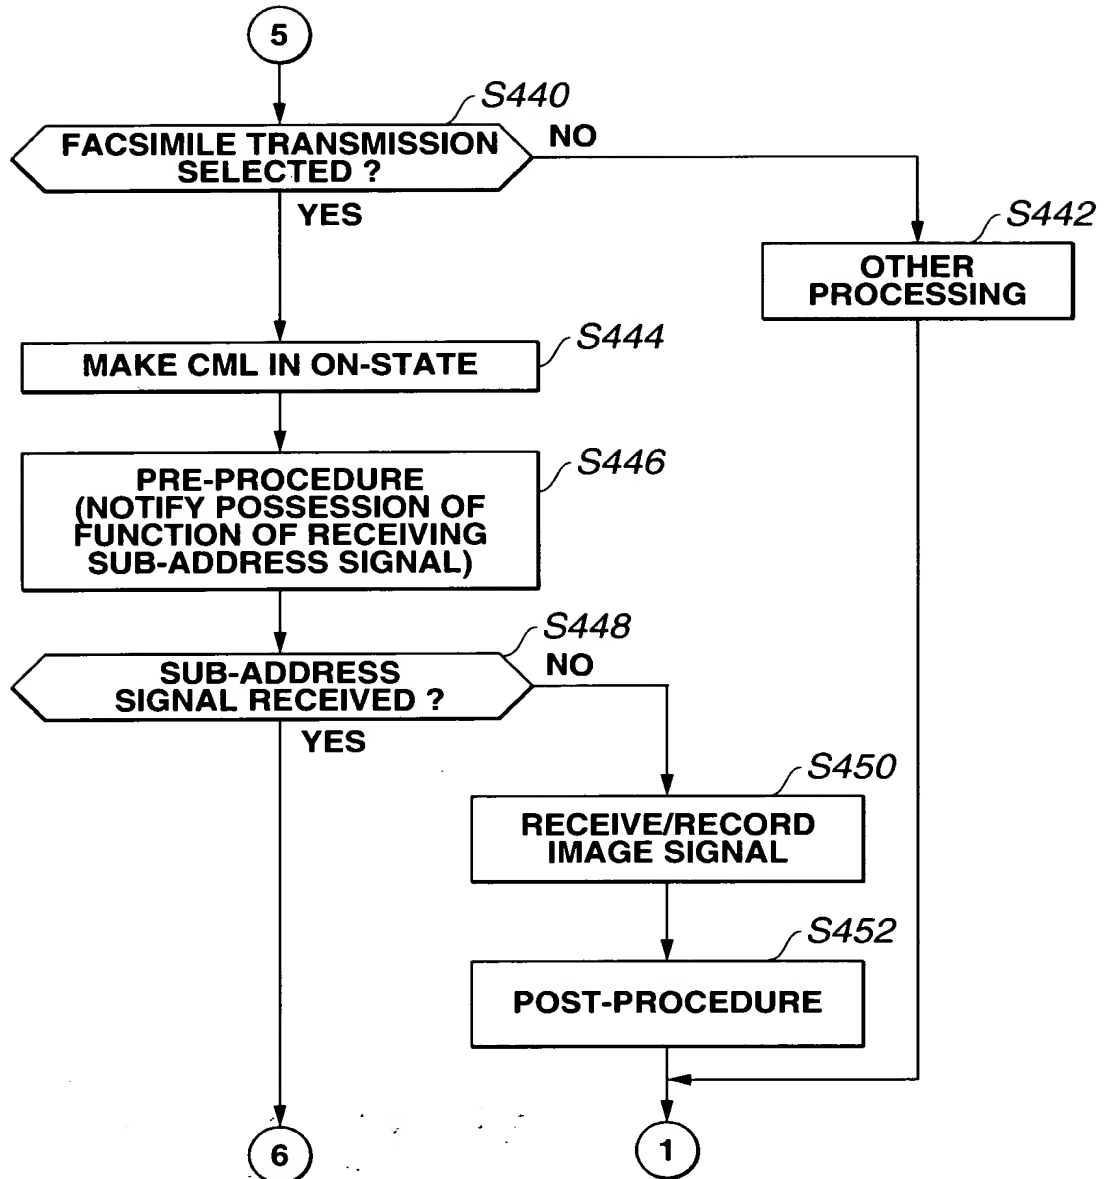 5
S440
FACSIMILE TRANSMISSION
SELECTED ?
NO
YES
S442
OTHER
PROCESSING
S444
MAKE CML IN ON-STATE
S446
PRE-PROCEDURE
(NOTIFY POSSESSION OF
FUNCTION OF RECEIVING
SUB-ADDRESS SIGNAL)
S448
SUB-ADDRESS
SIGNAL RECEIVED ?
NO
YES
S450
RECEIVE/RECORD
IMAGE SIGNAL
S452
POST-PROCEDURE
6
1